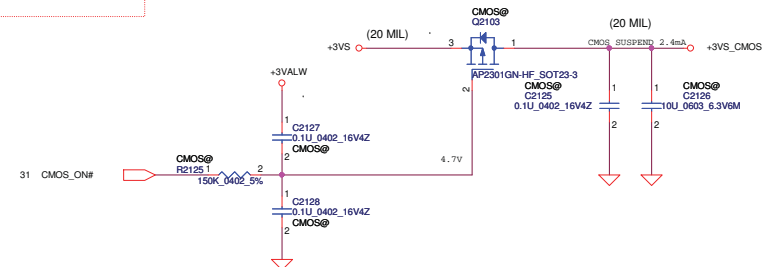 CMOS@
Q2103
(20 MIL)
(20 MIL)
+3VS
3
1
CMOS_SUSPEND 2.4mA
+3VS_CMOS
+3VALW
AP2301GN-HF_SOT23-3
2
CMOS@
C2125
0.1U_0402_16V4Z
1
2
CMOS@
C2126
10U_0603_6.3V6M
1
2
1
C2127
0.1U_0402_16V4Z
CMOS@
2
4.7V
31 CMOS_ON#
CMOS@
R2125
1
2
150K_0402_5%
1
C2128
0.1U_0402_16V4Z
CMOS@
2